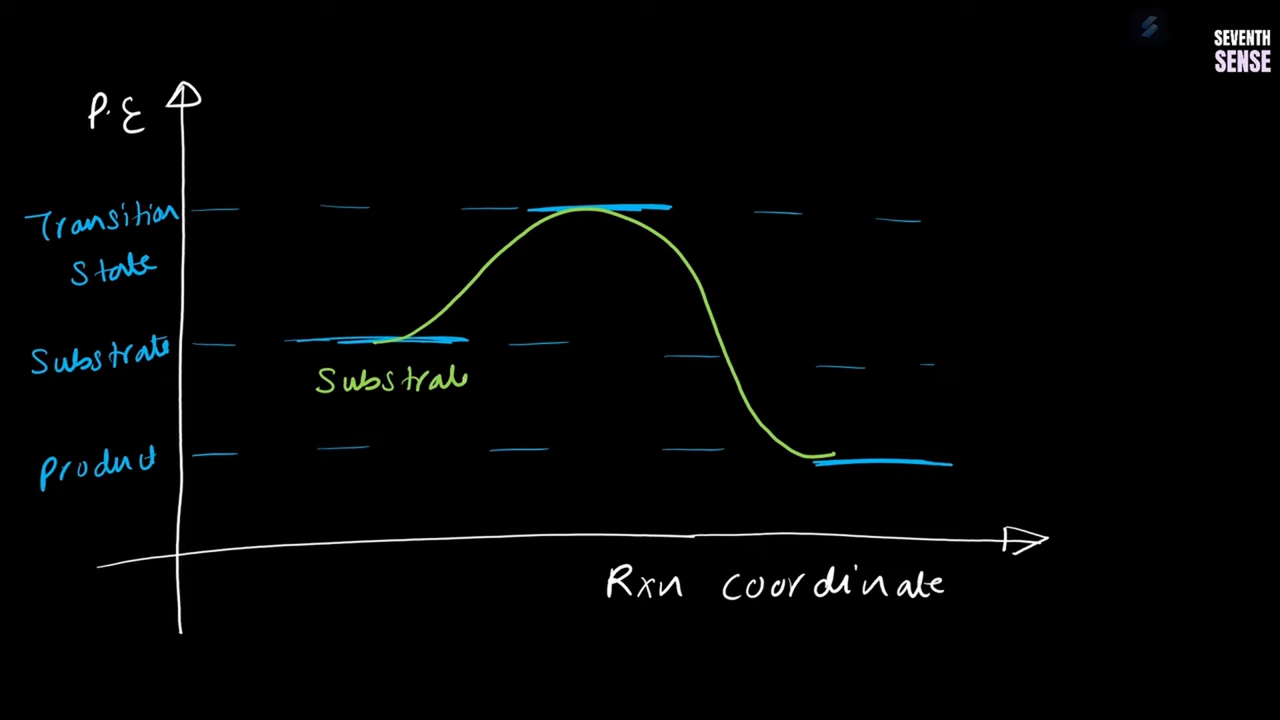 SEVENTH
SENSE
P.E
Transition
State
Substrate
Substrate
Product
Rxn coordinate